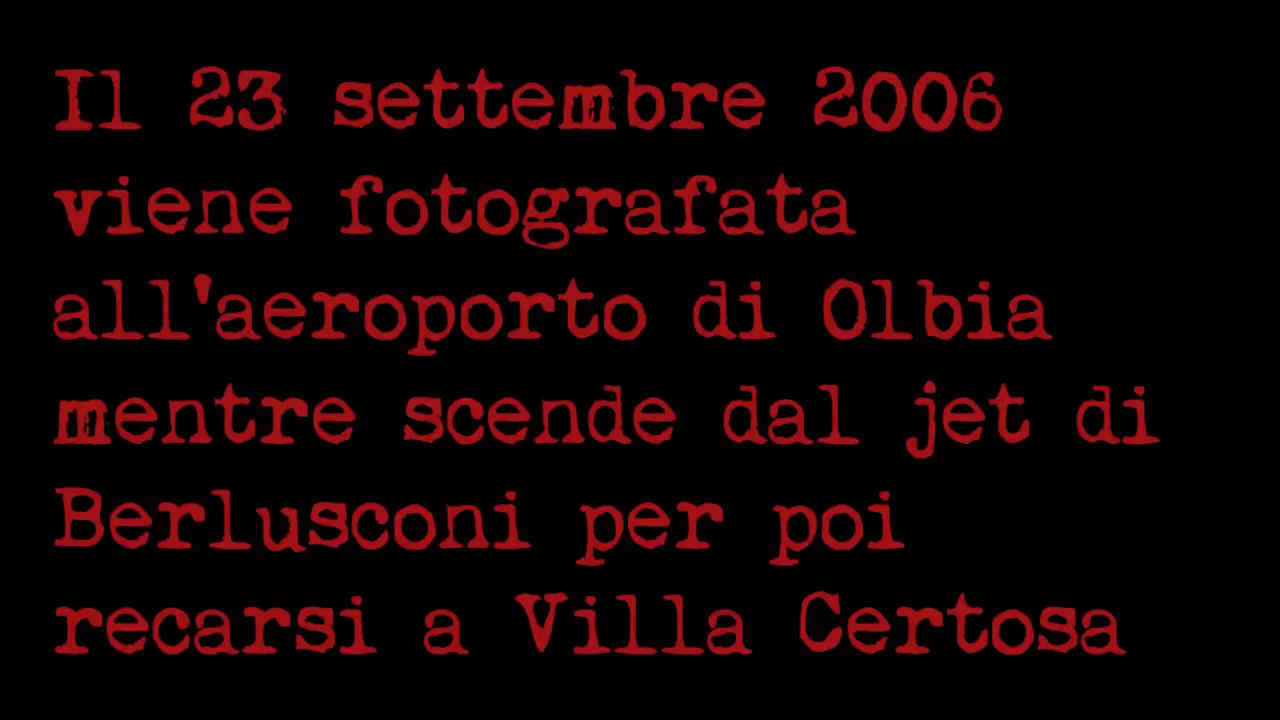 Il 23 settembre 2006
viene fotografata
all'aeroporto di Olbia
mentre scende dal jet di
Berlusconi per poi
recarsi a Villa Certosa